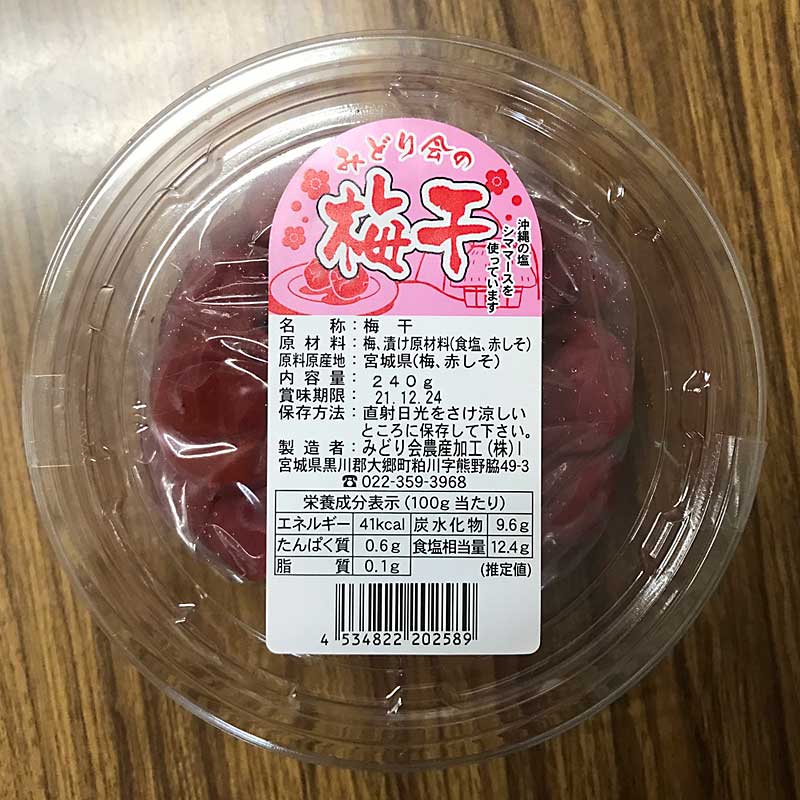 みどり会の
梅干
沖縄の塩
シママースを
使っています
名称:梅干
原材料:梅、漬け原材料(食塩、赤しそ)
原料原産地:宮城県(梅、赤しそ)
内容量:240g
賞味期限:21.12.24
保存方法:直射日光をさけ涼しい
ところに保存して下さい。
製造者:みどり会農産加工(株)I
宮城県黒川郡大郷町粕川字熊野脇49-3
☎022-359-3968
栄養成分表示(100g当たり)
エネルギー 41kcal 炭水化物 9.6g
たんぱく質 0.6g 食塩相当量 12.4g
脂質 0.1g (推定値)
4 534822 202589